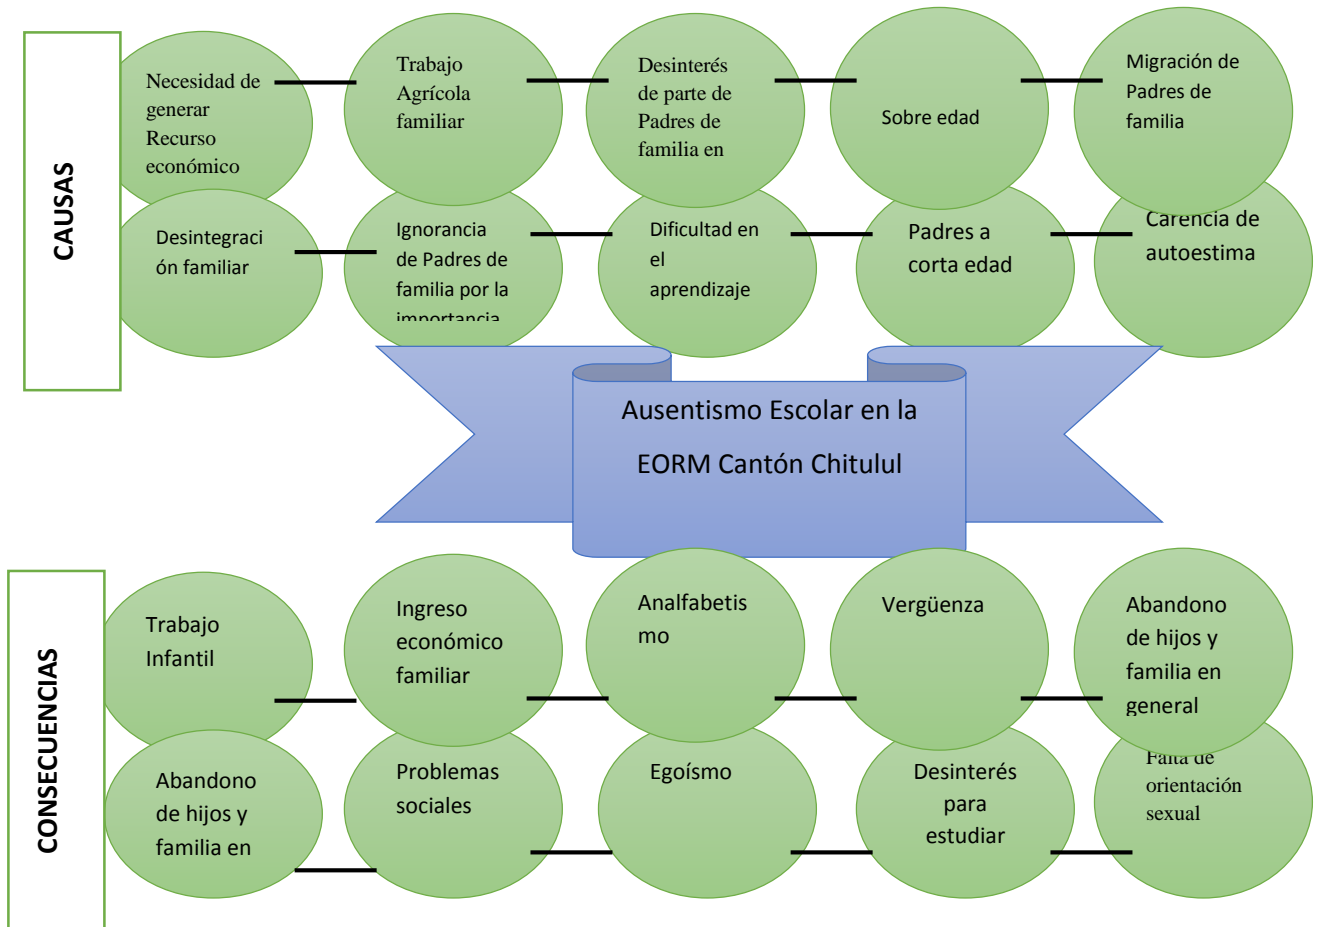 CAUSAS
Necesidad de
generar
Recurso
económico
Trabajo
Agrícola
familiar
Desinterés
de parte de
Padres de
familia en
Sobre edad
Migración de
Padres de
familia
Desintegraci
ón familiar
Ignorancia
de Padres de
familia por la
importancia
Dificultad en
el
aprendizaje
Padres a
corta edad
Carencia de
autoestima
Ausentismo Escolar en la
EORM Cantón Chitulul
CONSECUENCIAS
Trabajo
Infantil
Ingreso
económico
familiar
Analfabetis
mo
Vergüenza
Abandono
de hijos y
familia en
general
Abandono
de hijos y
familia en
Problemas
sociales
Egoísmo
Desinterés
para
estudiar
Falta de
orientación
sexual